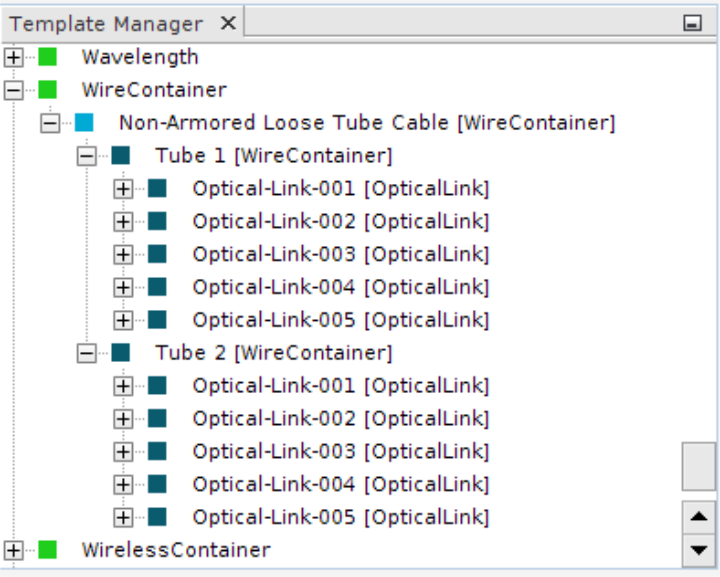 Template Manager
Wavelength
WireContainer
Non-Armored Loose Tube Cable [WireContainer]
Tube 1 [WireContainer]
Optical-Link-001 [OpticalLink]
Optical-Link-002 [OpticalLink]
Optical-Link-003 [OpticalLink]
Optical-Link-004 [OpticalLink]
Optical-Link-005 [OpticalLink]
Tube 2 [WireContainer]
Optical-Link-001 [OpticalLink]
Optical-Link-002 [OpticalLink]
Optical-Link-003 [OpticalLink]
Optical-Link-004 [OpticalLink]
Optical-Link-005 [OpticalLink]
WirelessContainer